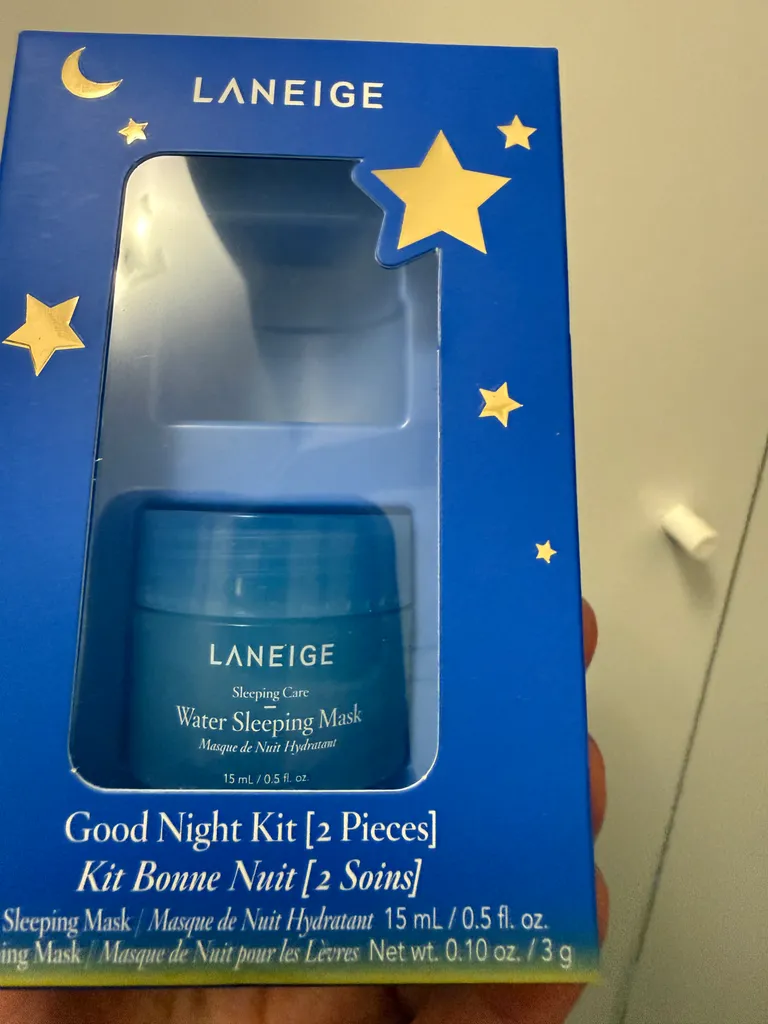 LANEIGE
LANEIGE
Sleeping Care
Water Sleeping Mask
Masque de Nuit Hydratant
15 mL / 0.5 fl. oz.
Good Night Kit [2 Pieces]
Kit Bonne Nuit [2 Soins]
Sleeping Mask / Masque de Nuit Hydratant 15 mL / 0.5 fl. oz.
ing Mask / Masque de Nuit pour les Lèvres Net wt. 0.10 oz. / 3 g